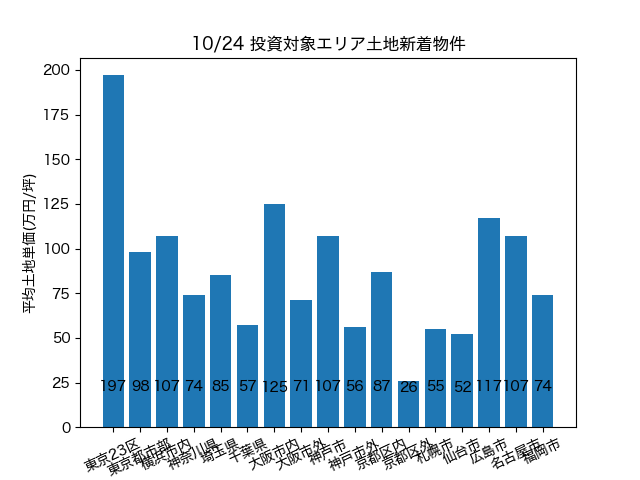 10/24 投資対象エリア土地新着物件
平均土地単価(万円/坪)
200
175
150
125
100
75
50
25
0
197 98 107 74 85 57 125 71 107 56 87 26 55 52 117 107 74
東京23区
東京都市部
横浜市内
神奈川県
埼玉県
千葉県
大阪市内
大阪市外
神戸市
神戸市外
京都区内
京都区外
札幌市
仙台市
広島市
名古屋市
福岡市